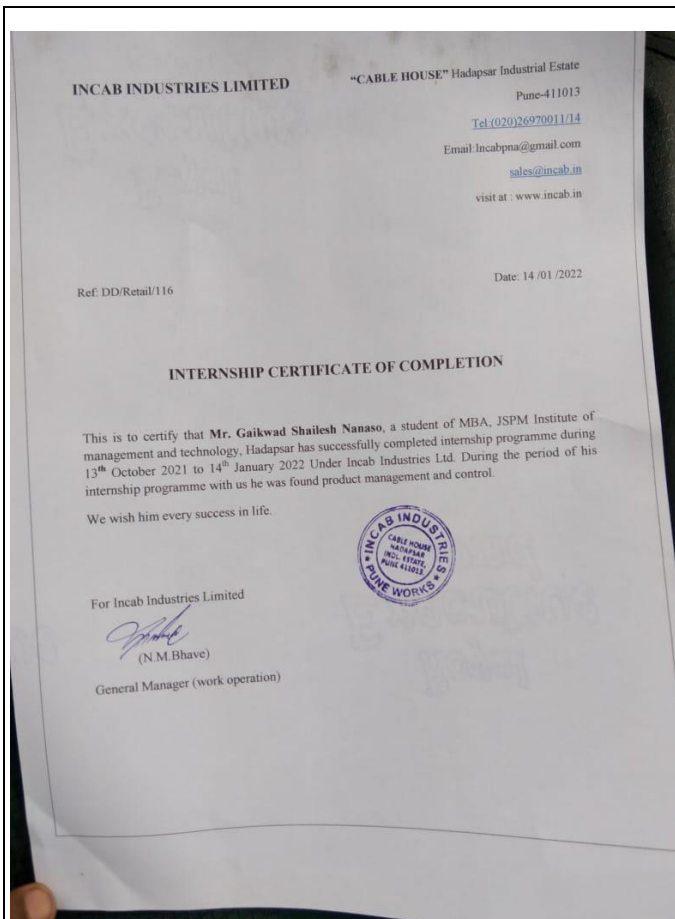 INCAB INDUSTRIES LIMITED
"CABLE HOUSE" Hadapsar Industrial Estate
Pune-411013
Tel:(020)26970011/14
Email:Incabpna@gmail.com
sales@incab.in
visit at : www.incab.in
Ref: DD/Retail/116
Date: 14 /01 /2022
INTERNSHIP CERTIFICATE OF COMPLETION
This is to certify that Mr. Gaikwad Shailesh Nanaso, a student of MBA, JSPM Institute of
management and technology, Hadapsar has successfully completed internship programme during
13th October 2021 to 14th January 2022 Under Incab Industries Ltd. During the period of his
internship programme with us he was found product management and control.
We wish him every success in life.
INCAB INDUSTRIES
CABLE HOUSE
HADAPSAR
INDL. ESTATE,
PUNE 411013.
PUNE WORKS
For Incab Industries Limited
(N.M.Bhave)
General Manager (work operation)